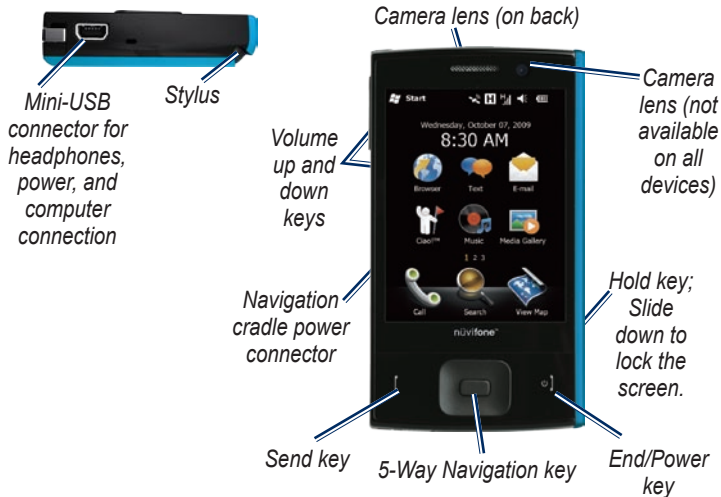 Camera lens (on back)
Stylus
Mini-USB
connector for
headphones,
power, and
computer
connection
Camera
lens (not
available
on all
devices)
Volume
up and
down
keys
Start
Wednesday, October 07, 2009
8:30 AM
Browser Text E-mail
Ciao!™ Music Media Gallery
1 2 3
Call Search View Map
nüvifone™
Navigation
cradle power
connector
Hold key;
Slide
down to
lock the
screen.
Send key
5-Way Navigation key
End/Power
key